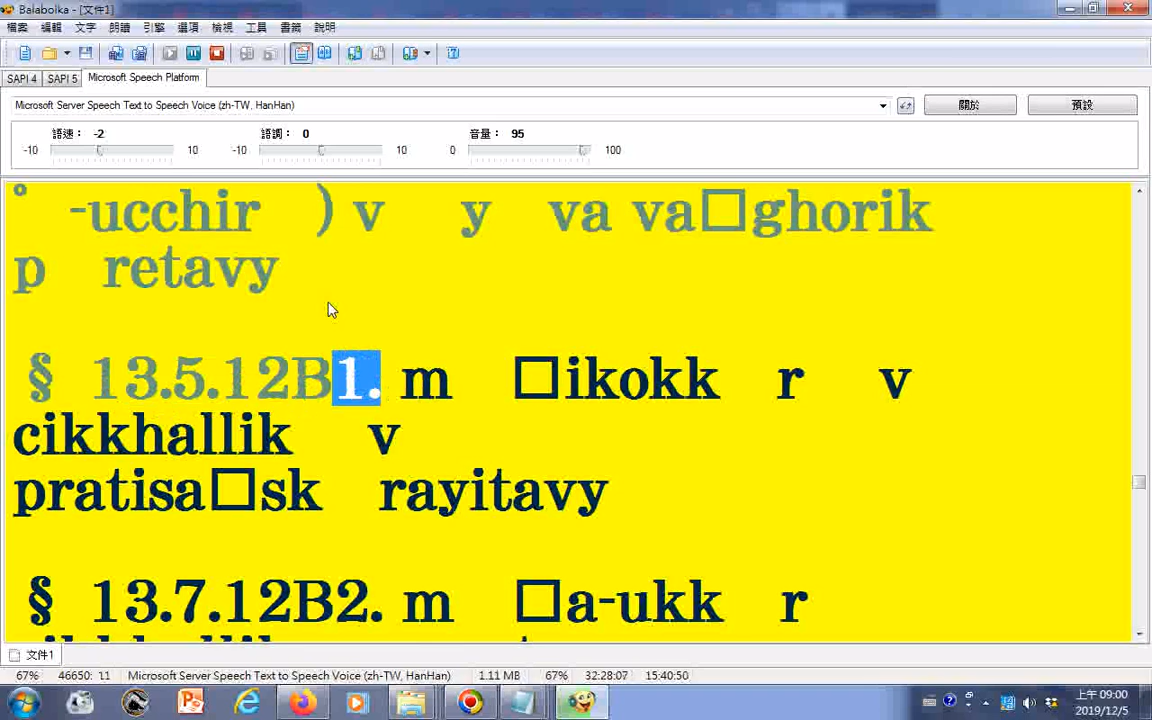 Balabolka - [文件1]
檔案 編輯 文字 朗讀 引擎 選項 檢視 工具 書籤 說明
SAPI 4 SAPI 5 Microsoft Speech Platform
Microsoft Server Speech Text to Speech Voice (zh-TW, HanHan) 關於 預設
語速： -2 語調： 0 音量： 95
-10 10 -10 10 0 100
° -ucchir ) v y va va□ghorik
p retavy
§ 13.5.12B1. m □ikokk r v
cikkhallik v
pratisa□sk rayitavy
§ 13.7.12B2. m □a-ukk r
文件1
67% 46650: 11 Microsoft Server Speech Text to Speech Voice (zh-TW, HanHan) 1.11 MB 67% 32:28:07 15:40:50
上午 09:00
2019/12/5